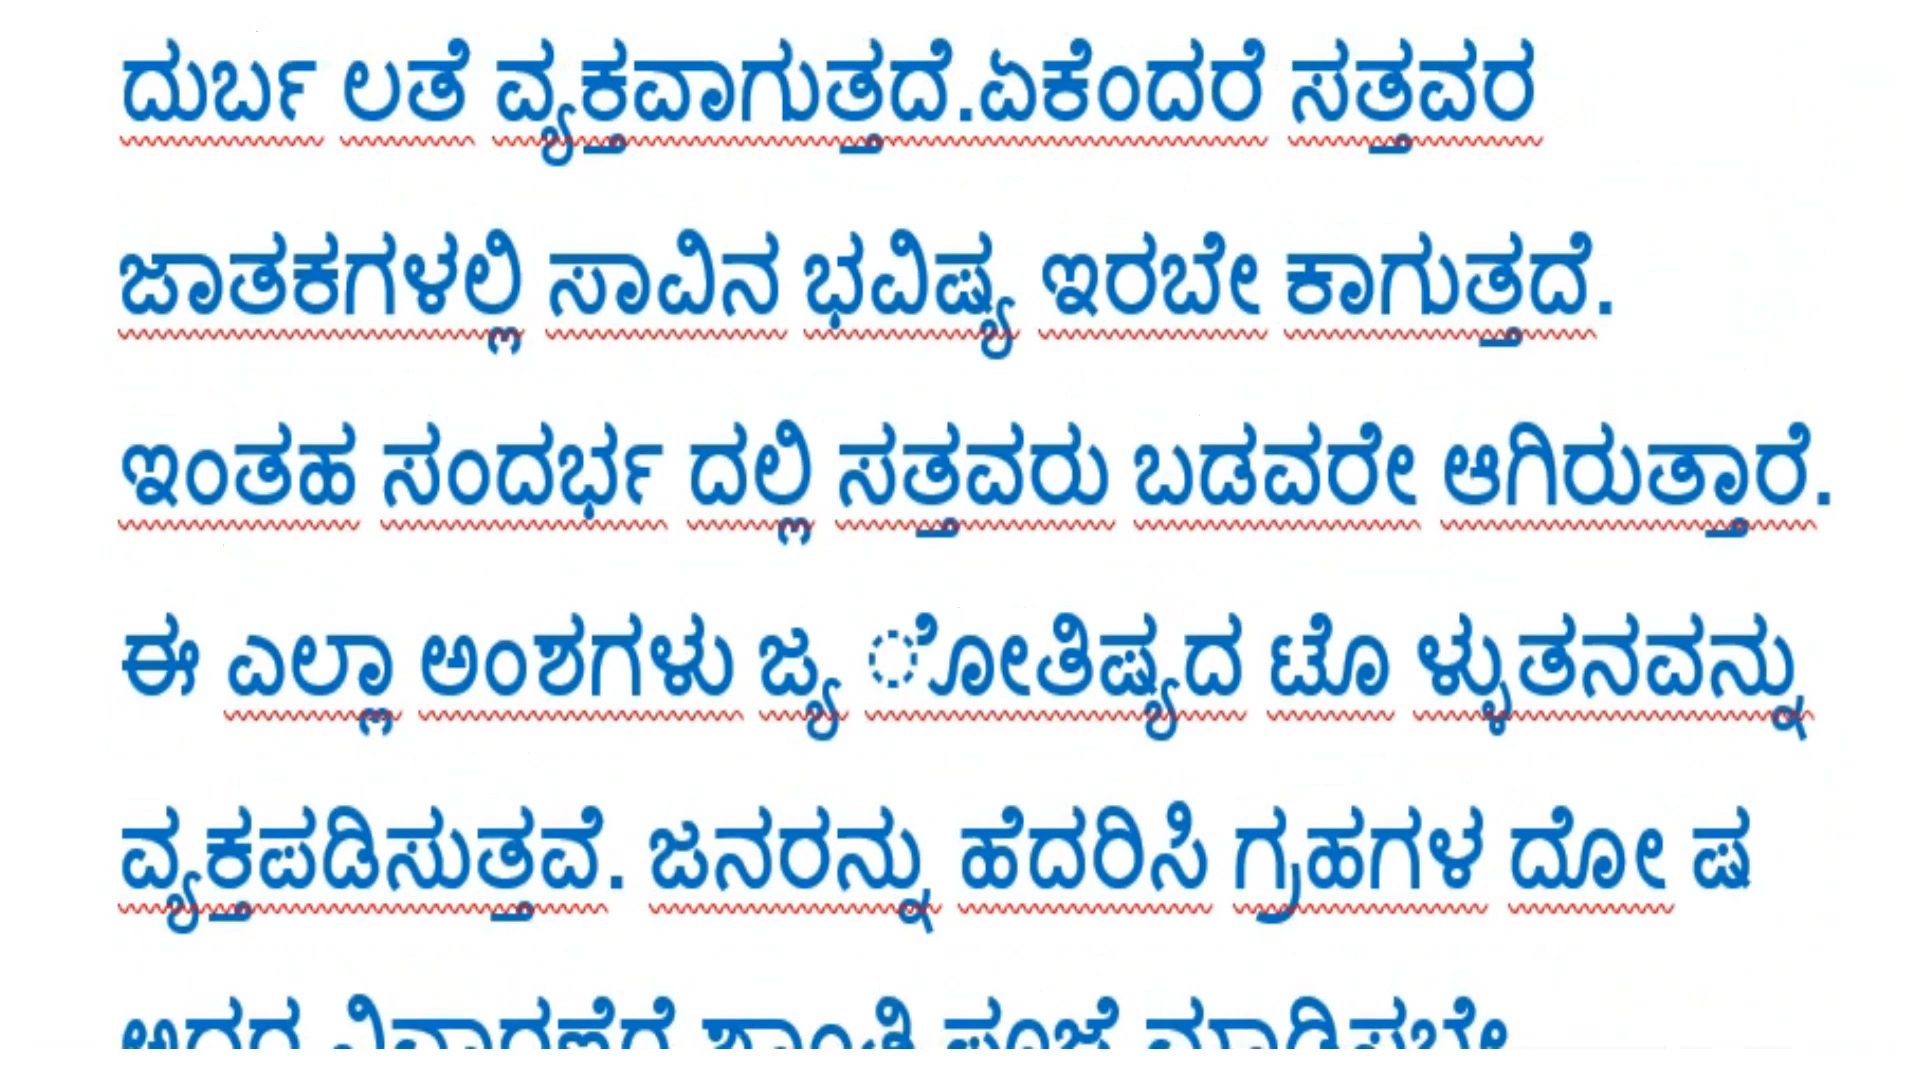 ದುರ್ಬ ಲತೆ ವ್ಯಕ್ತವಾಗುತ್ತದೆ.ಏಕೆಂದರೆ ಸತ್ತವರ
ಜಾತಕಗಳಲ್ಲಿ ಸಾವಿನ ಭವಿಷ್ಯ ಇರಬೇ ಕಾಗುತ್ತದೆ.
ಇಂತಹ ಸಂದರ್ಭ ದಲ್ಲಿ ಸತ್ತವರು ಬಡವರೇ ಆಗಿರುತ್ತಾರೆ.
ಈ ಎಲ್ಲಾ ಅಂಶಗಳು ಜ್ಯ ೋತಿಷ್ಯದ ಟೊ ಳ್ಳುತನವನ್ನು
ವ್ಯಕ್ತಪಡಿಸುತ್ತವೆ. ಜನರನ್ನು ಹೆದರಿಸಿ ಗ್ರಹಗಳ ದೋ ಷ
ಶಾಂತಿ ಪೂಜೆ ಮಾಡಿಸಬೇ